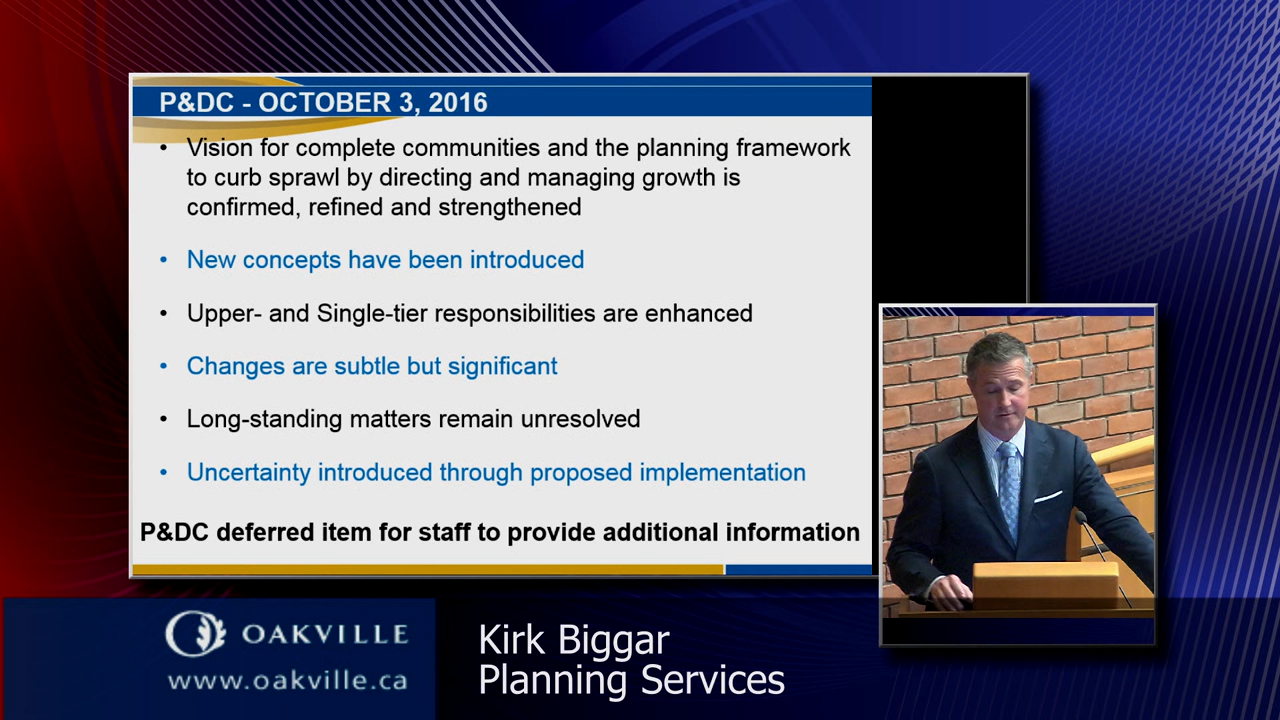 P&DC - OCTOBER 3, 2016
• Vision for complete communities and the planning framework
to curb sprawl by directing and managing growth is
confirmed, refined and strengthened
• New concepts have been introduced
• Upper- and Single-tier responsibilities are enhanced
• Changes are subtle but significant
• Long-standing matters remain unresolved
• Uncertainty introduced through proposed implementation
P&DC deferred item for staff to provide additional information
OAKVILLE
www.oakville.ca
Kirk Biggar
Planning Services